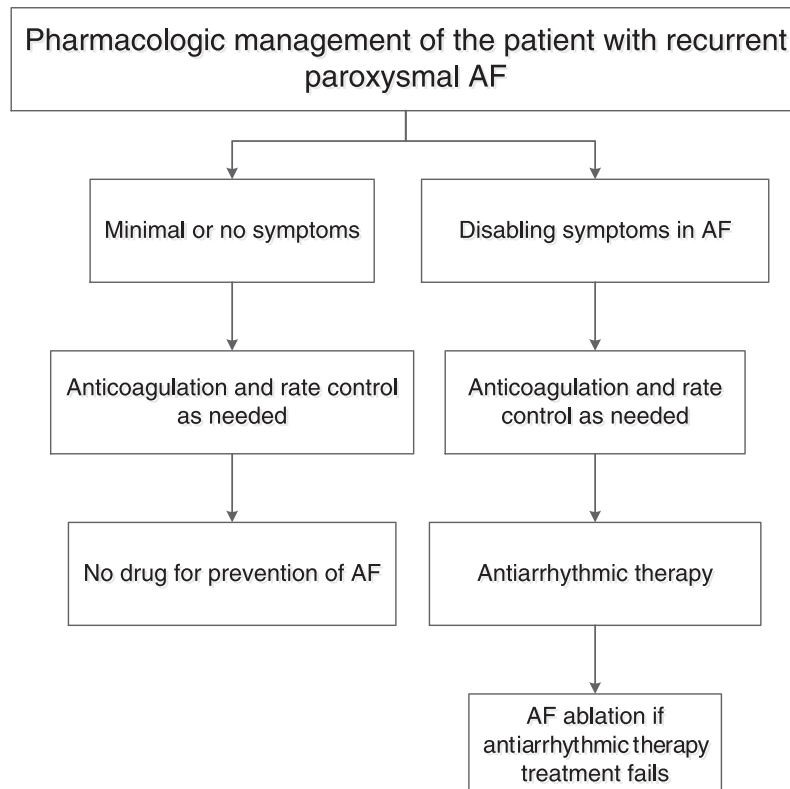 Pharmacologic management of the patient with recurrent
paroxysmal AF
Minimal or no symptoms
Disabling symptoms in AF
Anticoagulation and rate control
as needed
Anticoagulation and rate
control as needed
No drug for prevention of AF
Antiarrhythmic therapy
AF ablation if
antiarrhythmic therapy
treatment fails